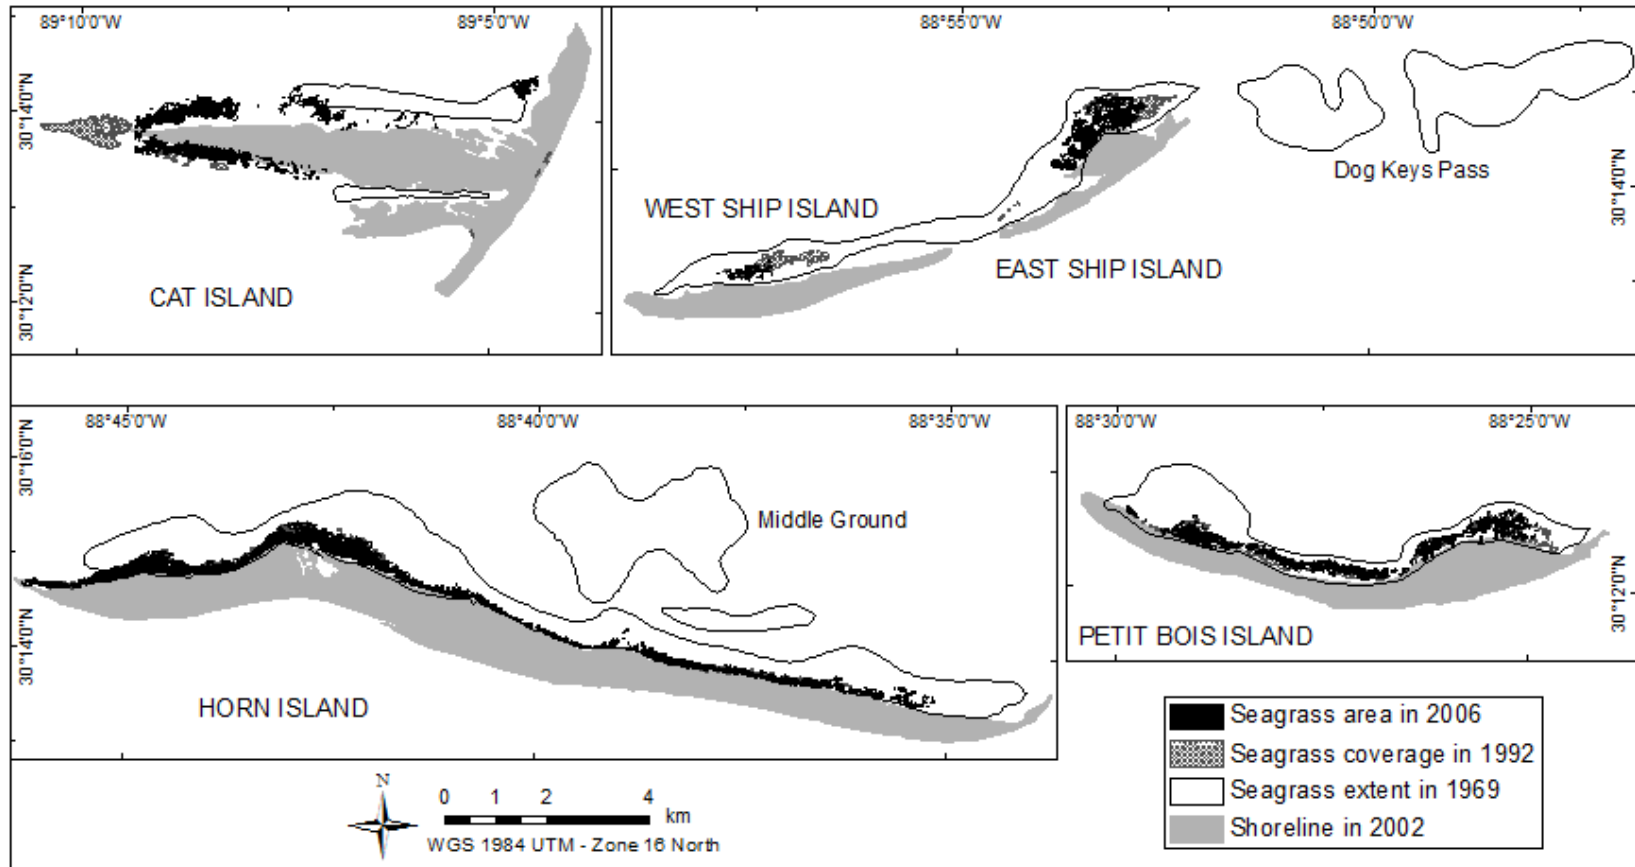 89°10'0"W
89°5'0"W
88°55'0"W
88°50'0"W
30°14'0"N
30°12'0"N
CAT ISLAND
WEST SHIP ISLAND
EAST SHIP ISLAND
Dog Keys Pass
30°14'0"N
88°45'0"W
88°40'0"W
88°35'0"W
30°16'0"N
30°14'0"N
Middle Ground
HORN ISLAND
88°30'0"W
88°25'0"W
30°12'0"N
PETIT BOIS ISLAND
N
0 1 2 4
km
WGS 1984 UTM - Zone 16 North
Seagrass area in 2006
Seagrass coverage in 1992
Seagrass extent in 1969
Shoreline in 2002